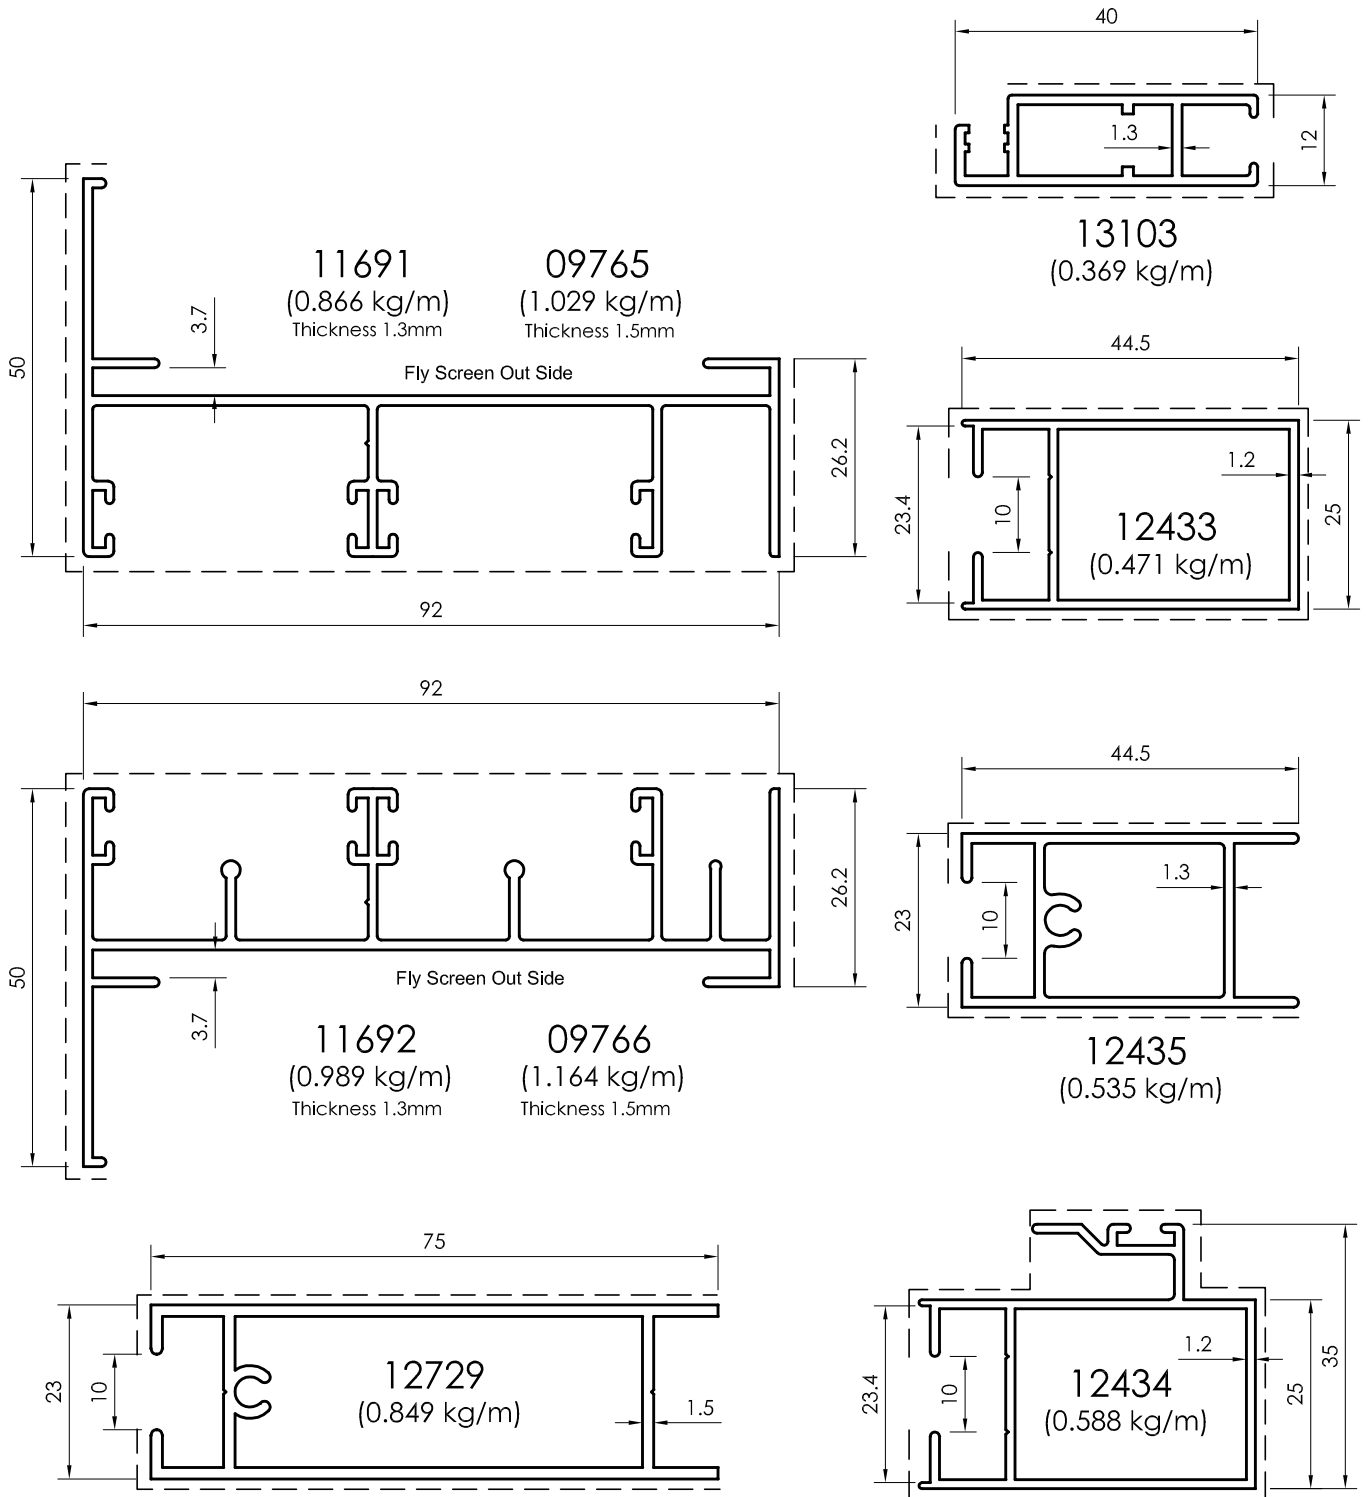 40
1.3
12
13103
(0.369 kg/m)
11691
(0.866 kg/m)
Thickness 1.3mm
09765
(1.029 kg/m)
Thickness 1.5mm
3.7
50
Fly Screen Out Side
26.2
92
44.5
1.2
23.4
10
25
12433
(0.471 kg/m)
92
50
26.2
Fly Screen Out Side
3.7
11692
(0.989 kg/m)
Thickness 1.3mm
09766
(1.164 kg/m)
Thickness 1.5mm
44.5
1.3
23
10
12435
(0.535 kg/m)
75
23
10
12729
(0.849 kg/m)
1.5
1.2
35
23.4
10
25
12434
(0.588 kg/m)